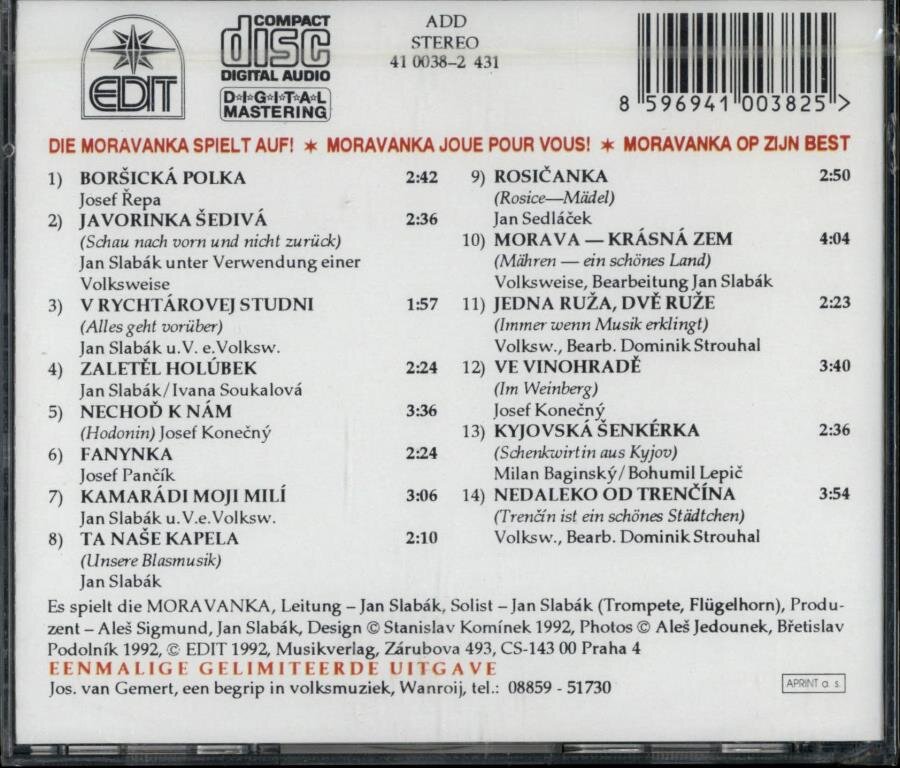 EDIT
COMPACT
disc
DIGITAL AUDIO
D·I·G·I·T·A·L
MASTERING
ADD
STEREO
41 0038-2 431
8 596941 003825 >
DIE MORAVANKA SPIELT AUF! ✶ MORAVANKA JOUE POUR VOUS! ✶ MORAVANKA OP ZIJN BEST
1) BORŠICKÁ POLKA 2:42
Josef Řepa
2) JAVORINKA ŠEDIVÁ 2:36
(Schau nach vorn und nicht zurück)
Jan Slabák unter Verwendung einer
Volksweise
3) V RYCHTÁROVEJ STUDNI 1:57
(Alles geht vorüber)
Jan Slabák u.V. e.Volksw.
4) ZALETĚL HOLÚBEK 2:24
Jan Slabák/Ivana Soukalová
5) NECHOĎ K NÁM 3:36
(Hodonin) Josef Konečný
6) FANYNKA 2:24
Josef Pančík
7) KAMARÁDI MOJI MILÍ 3:06
Jan Slabák u.V.e.Volksw.
8) TA NAŠE KAPELA 2:10
(Unsere Blasmusik)
Jan Slabák
9) ROSIČANKA 2:50
(Rosice—Mädel)
Jan Sedláček
10) MORAVA — KRÁSNÁ ZEM 4:04
(Mähren — ein schönes Land)
Volksweise, Bearbeitung Jan Slabák
11) JEDNA RUŽA, DVĚ RUŽE 2:23
(Immer wenn Musik erklingt)
Volksw., Bearb. Dominik Strouhal
12) VE VINOHRADĚ 3:40
(Im Weinberg)
Josef Konečný
13) KYJOVSKÁ ŠENKÉRKA 2:36
(Schenkwirtin aus Kyjov)
Milan Baginský/Bohumil Lepič
14) NEDALEKO OD TRENČÍNA 3:54
(Trenčín ist ein schönes Städtchen)
Volksw., Bearb. Dominik Strouhal
Es spielt die MORAVANKA, Leitung – Jan Slabák, Solist – Jan Slabák (Trompete, Flügelhorn), Produ-
zent – Aleš Sigmund, Jan Slabák, Design © Stanislav Komínek 1992, Photos © Aleš Jedounek, Břetislav
Podolník 1992, © EDIT 1992, Musikverlag, Zárubova 493, CS-143 00 Praha 4
EENMALIGE GELIMITEERDE UITGAVE
Jos. van Gemert, een begrip in volksmuziek, Wanroij, tel.: 08859 - 51730
APRINT a. s.